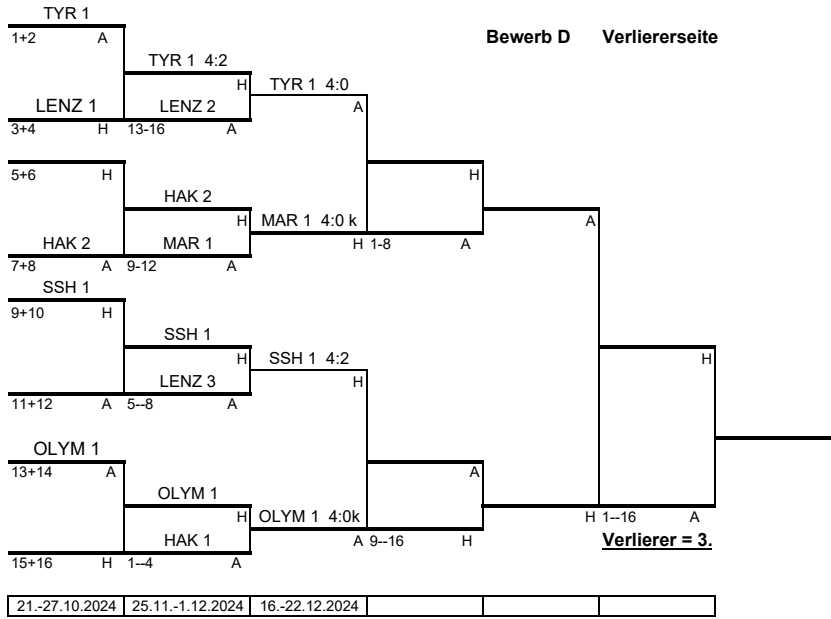 TYR 1
Bewerb D Verliererseite
1+2 A
TYR 1 4:2
H TYR 1 4:0
LENZ 1 LENZ 2 A
3+4 H 13-16 A
5+6 H H
HAK 2
H MAR 1 4:0 k A
HAK 2 MAR 1 H 1-8 A
7+8 A 9-12 A
SSH 1
9+10 H
SSH 1
H SSH 1 4:2 H
LENZ 3 H
11+12 A 5--8 A
OLYM 1
13+14 A A
OLYM 1
H OLYM 1 4:0k H 1--16 A
HAK 1 A 9--16 H Verlierer = 3.
15+16 H 1--4 A
21.-27.10.2024 25.11.-1.12.2024 16.-22.12.2024